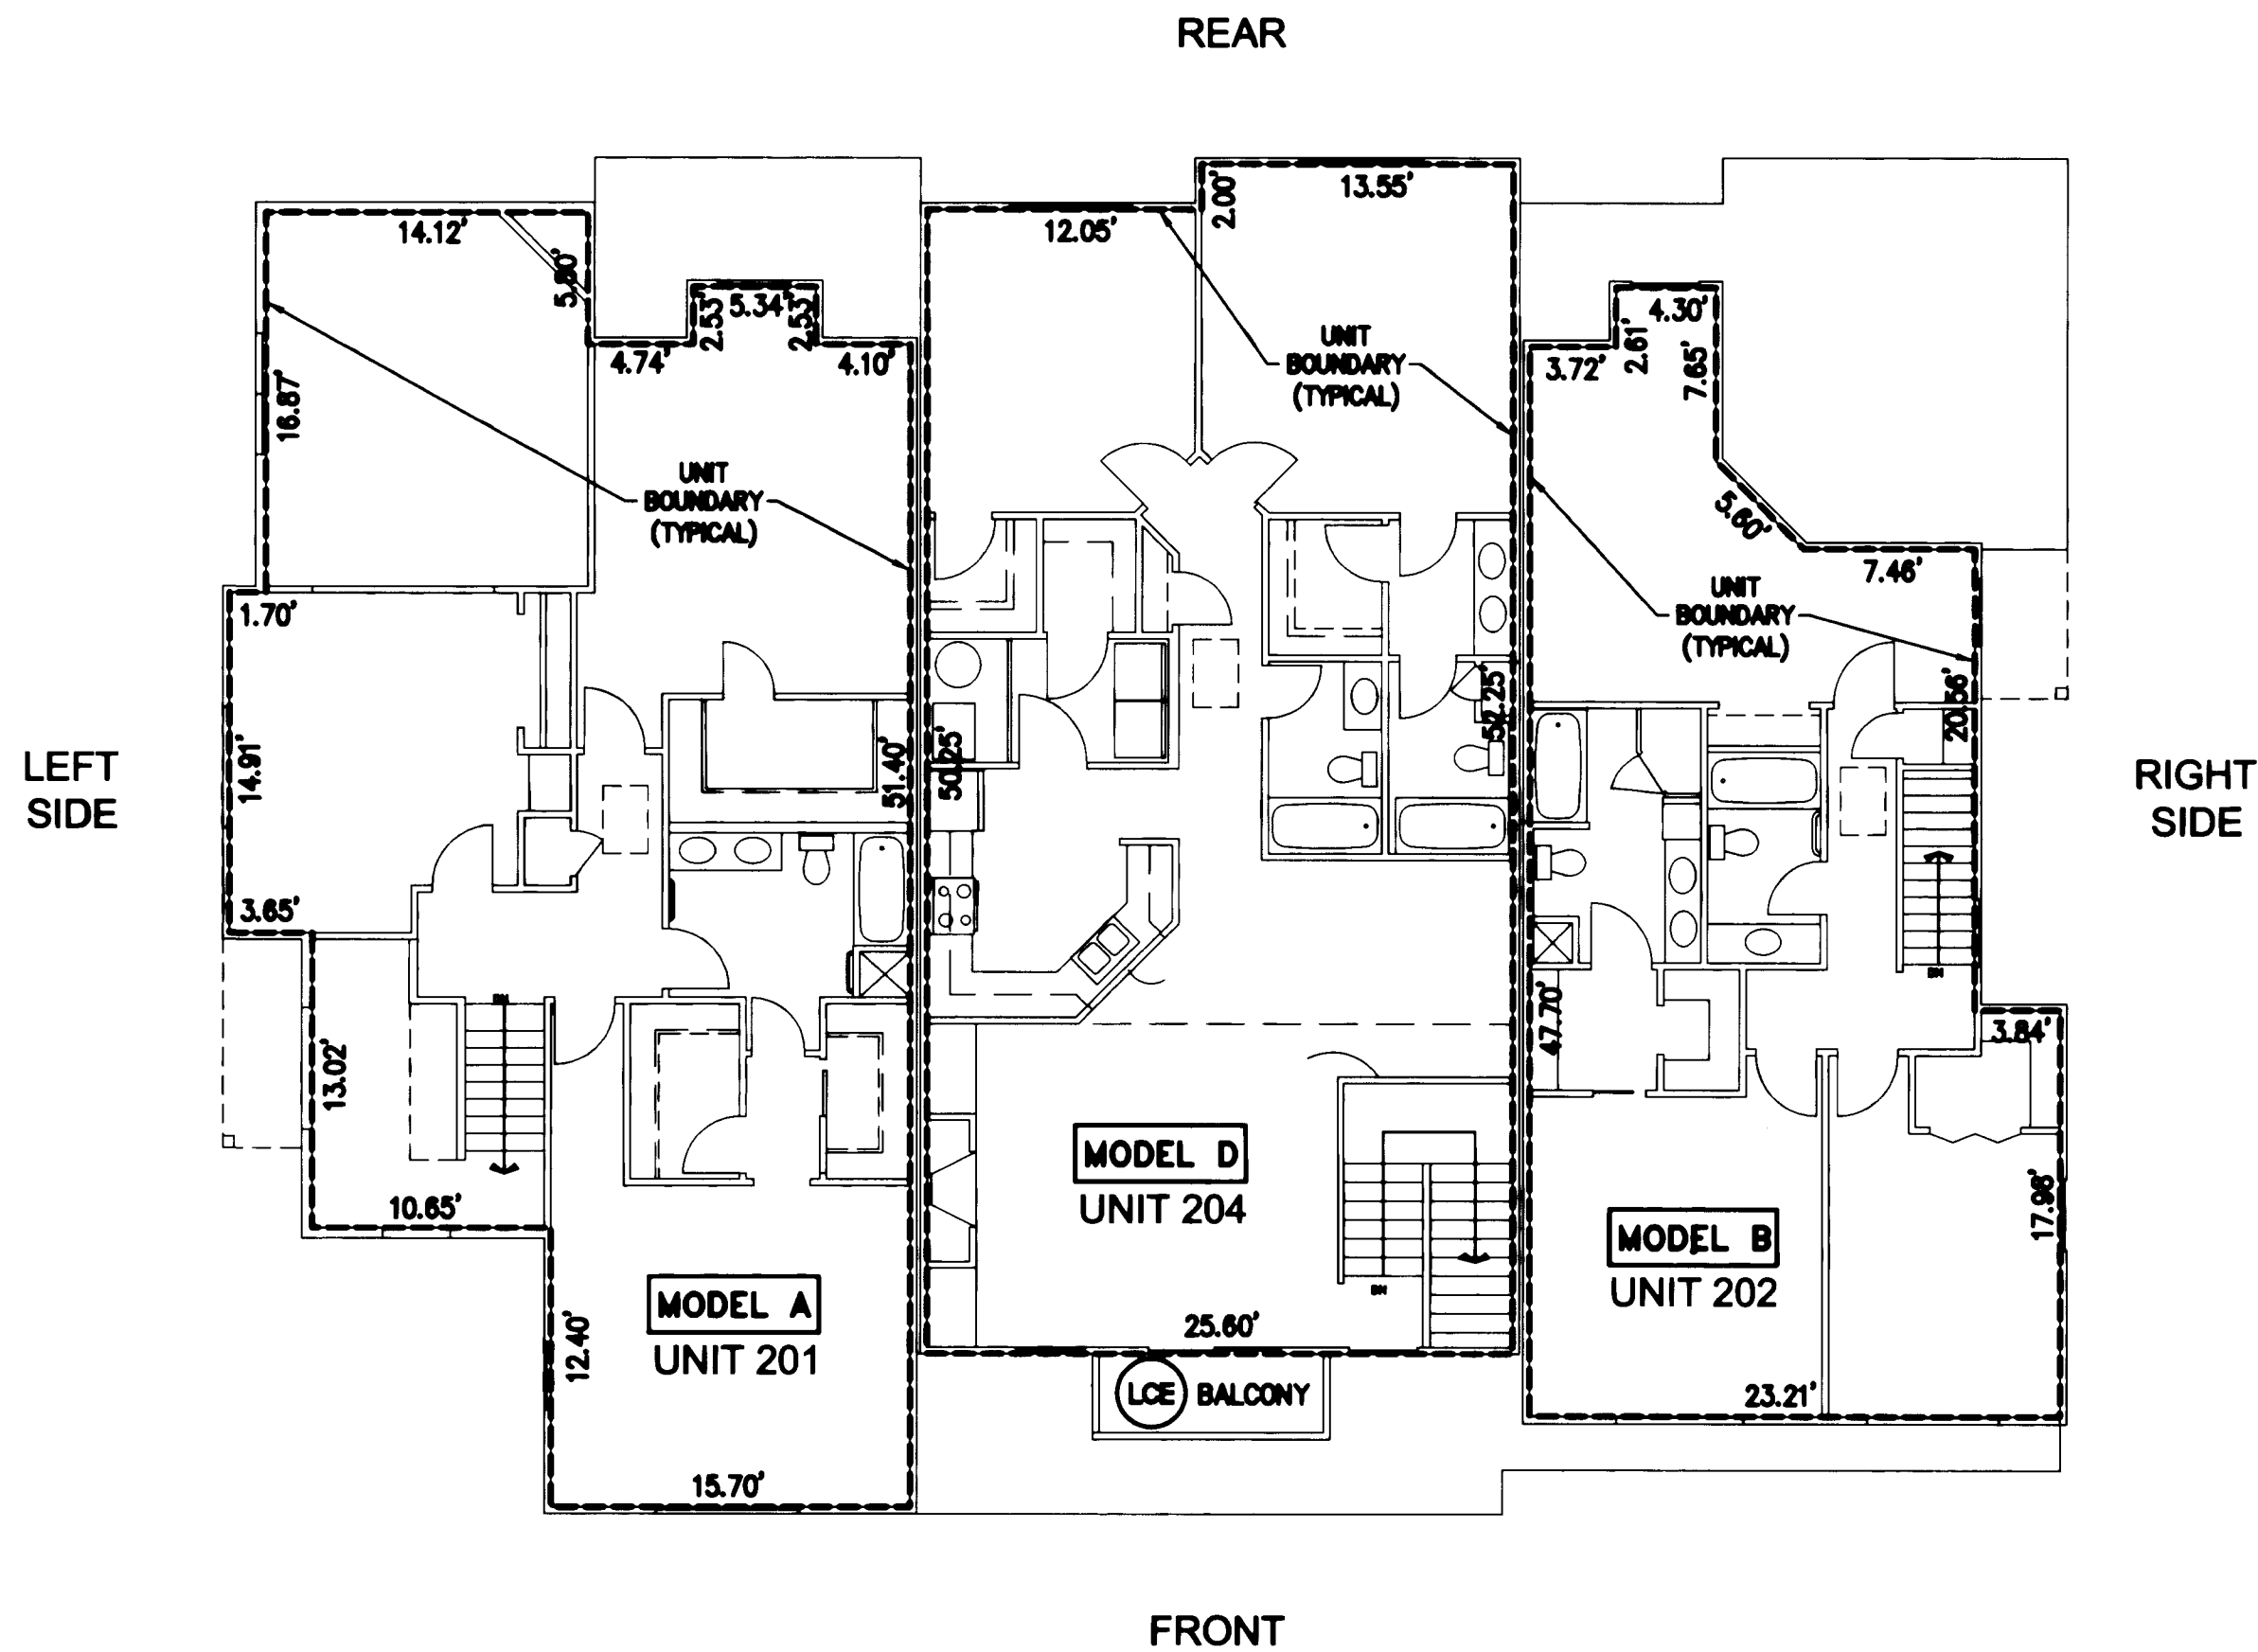 REAR
13.55'
2.00'
12.05'
14.12'
5.80'
2.53'
5.34'
2.53'
4.74'
4.10'
4.30'
2.61'
3.72'
7.65'
16.87'
UNIT
BOUNDARY
(TYPICAL)
UNIT
BOUNDARY
(TYPICAL)
5.60'
7.46'
UNIT
BOUNDARY
(TYPICAL)
1.70'
LEFT
SIDE
14.91'
51.40'
50.25'
52.25'
20.56'
RIGHT
SIDE
3.65'
DN
DN
47.70'
3.84'
13.02'
MODEL D
UNIT 204
10.65'
17.98'
MODEL B
UNIT 202
DN
MODEL A
UNIT 201
12.40'
25.60'
LCE BALCONY
23.21'
15.70'
FRONT